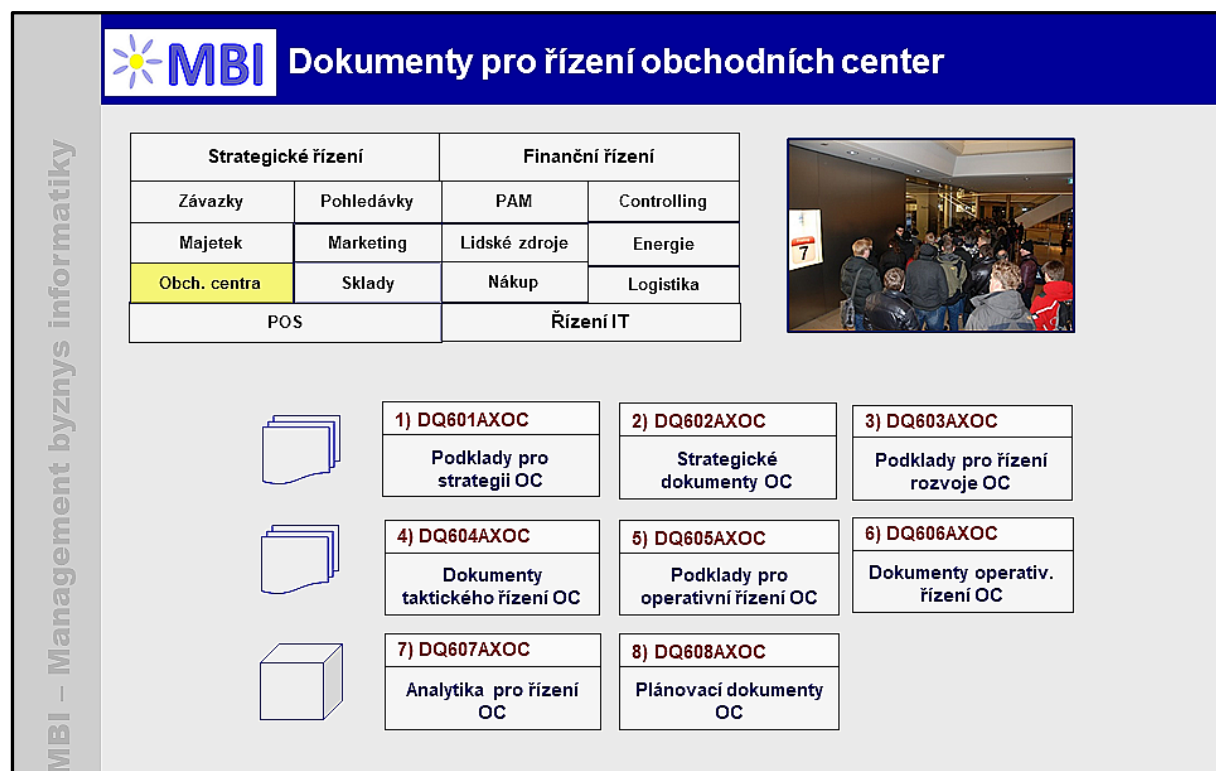 MBI Dokumenty pro řízení obchodních center
MBI – Management byznys informatiky
Strategické řízení Finanční řízení
Závazky Pohledávky PAM Controlling
Majetek Marketing Lidské zdroje Energie
Obch. centra Sklady Nákup Logistika
POS Řízení IT
7
1) DQ601AXOC
Podklady pro
strategii OC
2) DQ602AXOC
Strategické
dokumenty OC
3) DQ603AXOC
Podklady pro řízení
rozvoje OC
4) DQ604AXOC
Dokumenty
taktického řízení OC
5) DQ605AXOC
Podklady pro
operativní řízení OC
6) DQ606AXOC
Dokumenty operativ.
řízení OC
7) DQ607AXOC
Analytika pro řízení
OC
8) DQ608AXOC
Plánovací dokumenty
OC